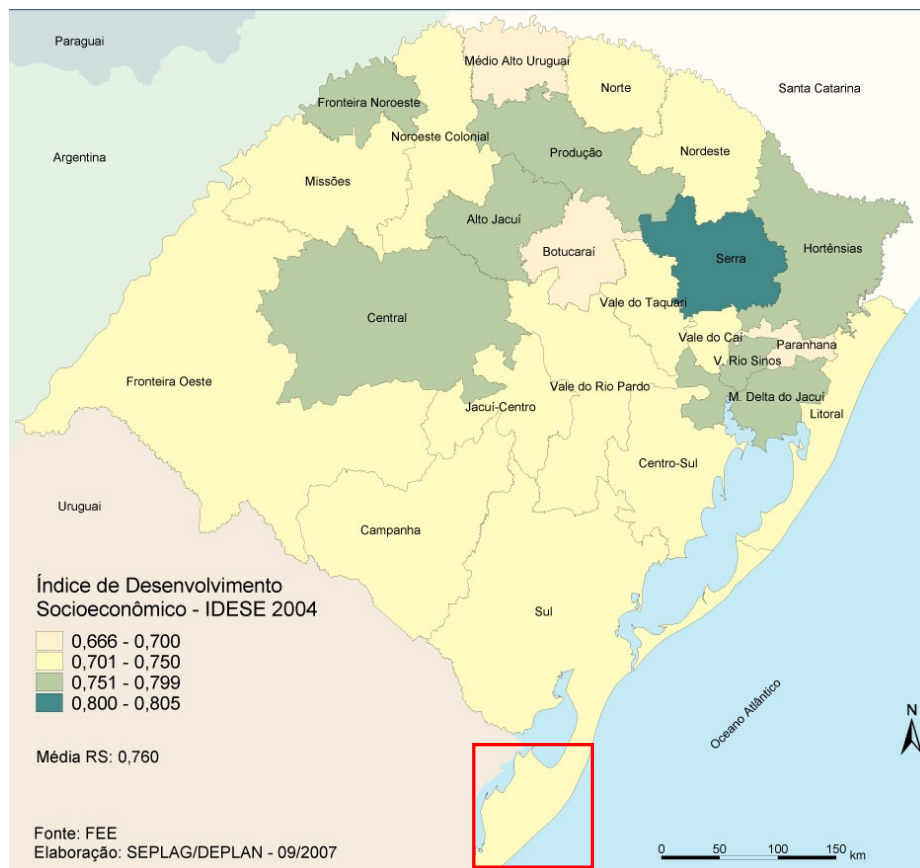 Paraguai
Médio Alto Uruguai
Norte
Santa Catarina
Fronteira Noroeste
Noroeste Colonial
Argentina
Produção
Nordeste
Missões
Alto Jacuí
Botucaraí
Serra
Hortênsias
Vale do Taquari
Central
Vale do Caí
Paranhana
V. Rio Sinos
Fronteira Oeste
Vale do Rio Pardo
M. Delta do Jacuí
Jacuí-Centro
Litoral
Centro-Sul
Uruguai
Campanha
Índice de Desenvolvimento
Socioeconômico - IDESE 2004
Sul
0,666 - 0,700
0,701 - 0,750
0,751 - 0,799
0,800 - 0,805
Oceano Atlântico
N
Média RS: 0,760
Fonte: FEE
Elaboração: SEPLAG/DEPLAN - 09/2007
0 50 100 150
km